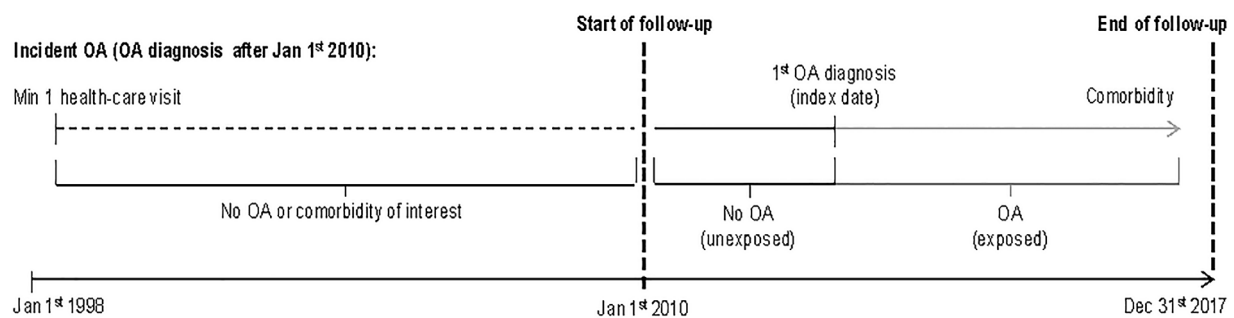 Start of follow-up
End of follow-up
Incident OA (OA diagnosis after Jan 1st 2010):
1st OA diagnosis
(index date)
Min 1 health-care visit
Comorbidity
No OA or comorbidity of interest
No OA
(unexposed)
OA
(exposed)
Jan 1st 1998
Jan 1st 2010
Dec 31st 2017